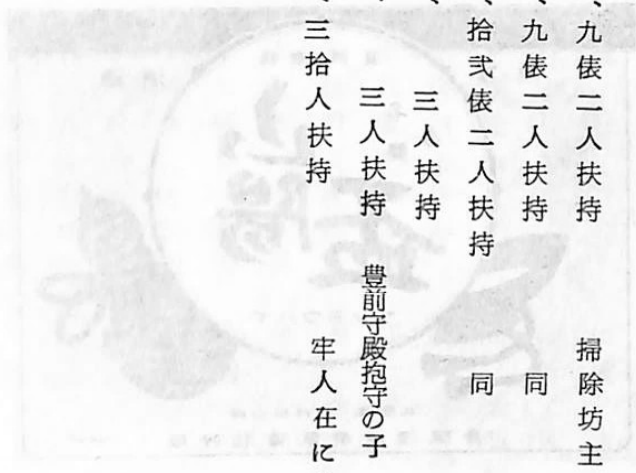 、九俵二人扶持　掃除坊主
、九俵二人扶持　同
、拾弐俵二人扶持　同
、　三人扶持
、　三人扶持　豊前守殿抱守の子
、三拾人扶持　牢人在に